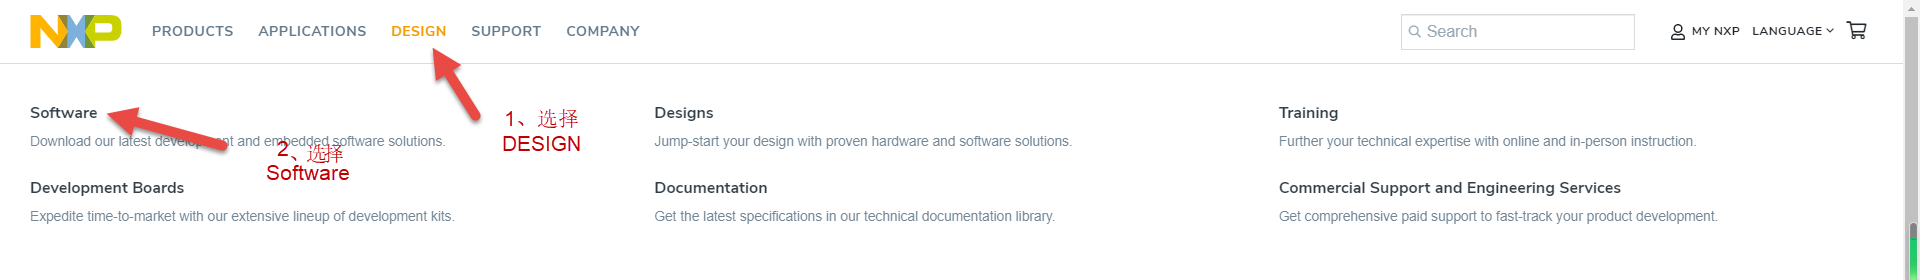 NXP PRODUCTS APPLICATIONS DESIGN SUPPORT COMPANY Search MY NXP LANGUAGE
Software
Download our latest development and embedded software solutions.
Designs
Jump-start your design with proven hardware and software solutions.
Training
Further your technical expertise with online and in-person instruction.
1、选择
DESIGN
2、选择
Software
Development Boards
Expedite time-to-market with our extensive lineup of development kits.
Documentation
Get the latest specifications in our technical documentation library.
Commercial Support and Engineering Services
Get comprehensive paid support to fast-track your product development.